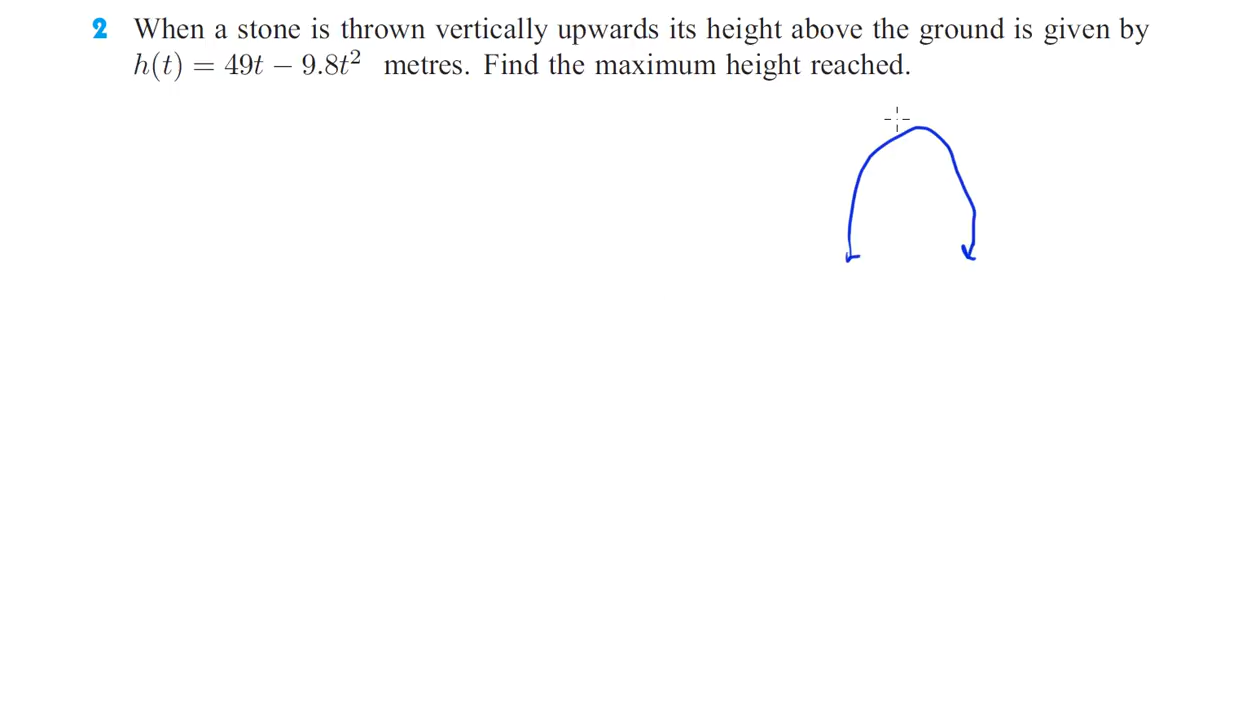 2 When a stone is thrown vertically upwards its height above the ground is given by
h(t) = 49t − 9.8t² metres. Find the maximum height reached.